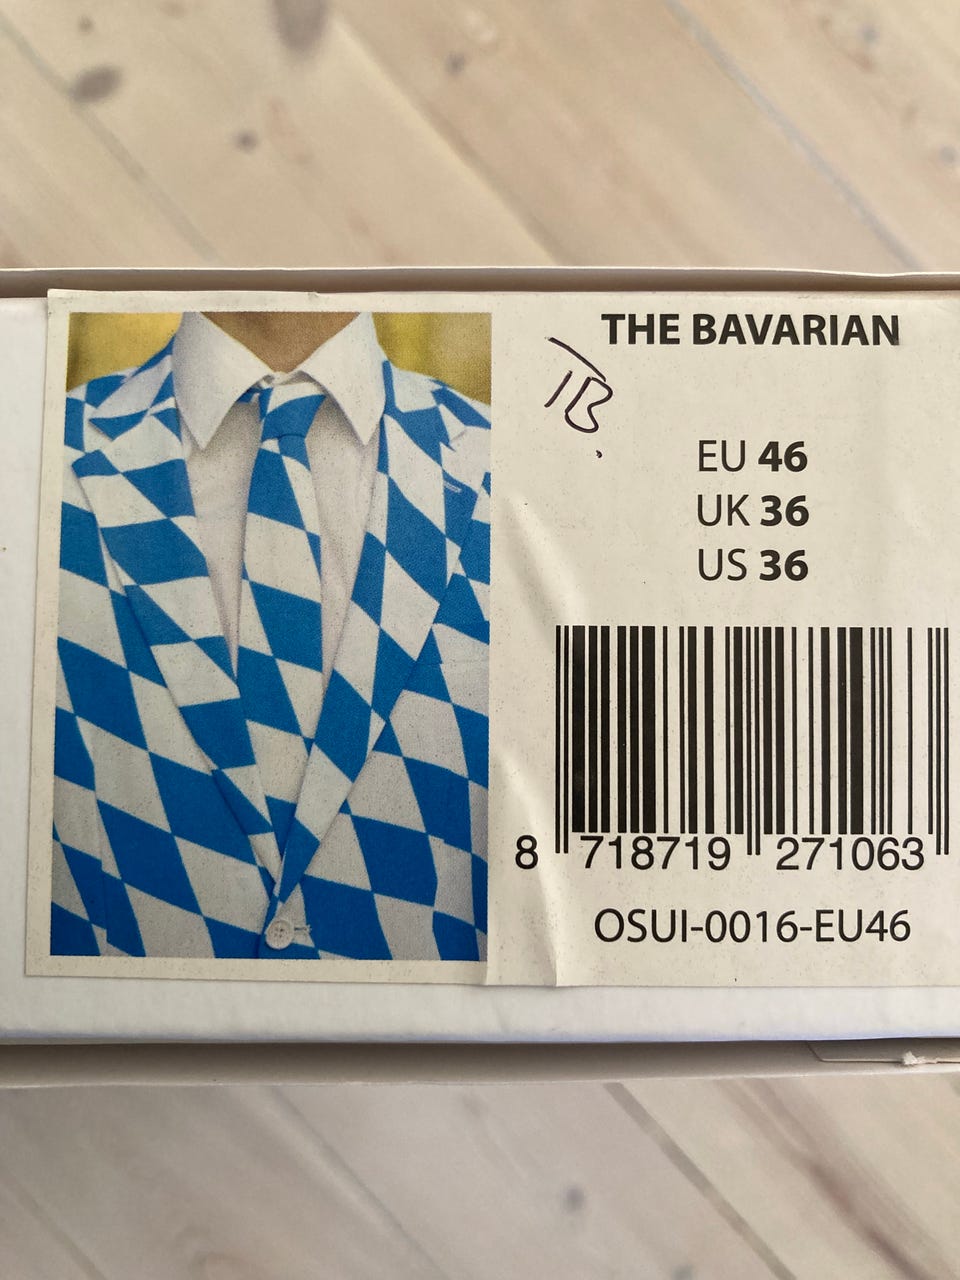 THE BAVARIAN
EU 46
UK 36
US 36
8 718719 271063
OSUI-0016-EU46